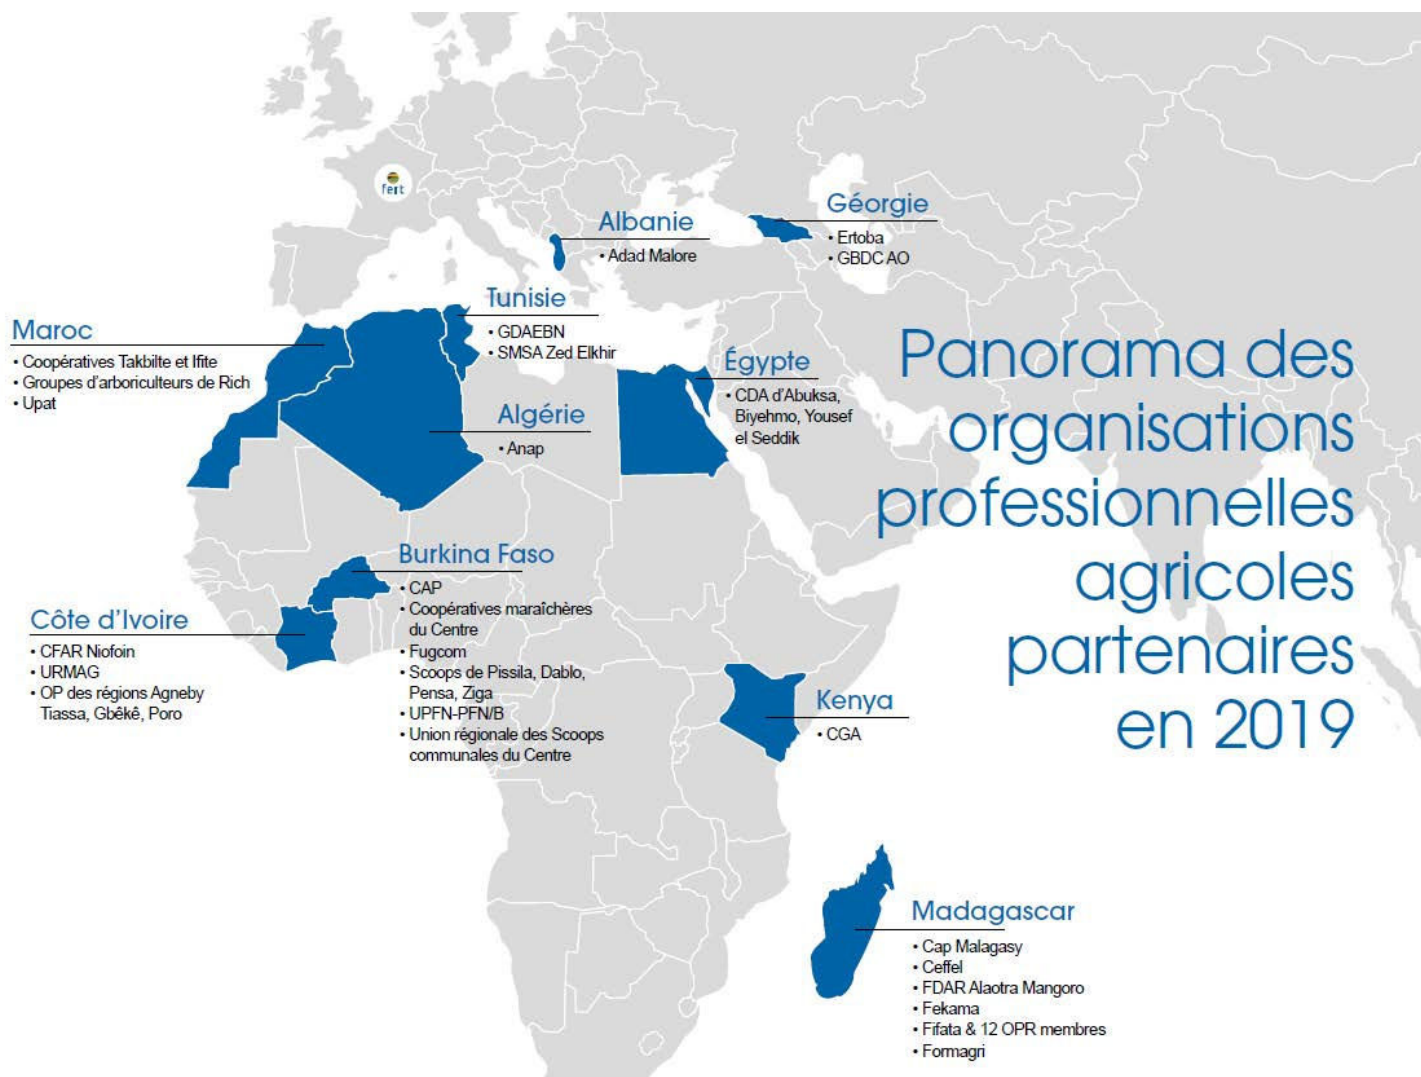 fert
Albanie
• Adad Malore
Géorgie
• Ertoba
• GBDC AO
Tunisie
• GDAEBN
• SMSA Zed Elkhir
Maroc
• Coopératives Takbilte et Ifite
• Groupes d'arboriculteurs de Rich
• Upat
Égypte
• CDA d'Abuksa,
Biyehmo, Yousef
el Seddik
Algérie
• Anap
Panorama des
organisations
professionnelles
agricoles
partenaires
en 2019
Burkina Faso
• CAP
• Coopératives maraîchères
du Centre
• Fugcom
• Scoops de Pissila, Dablo,
Pensa, Ziga
• UPFN-PFN/B
• Union régionale des Scoops
communales du Centre
Côte d'Ivoire
• CFAR Niofoin
• URMAG
• OP des régions Agneby
Tiassa, Gbêkê, Poro
Kenya
• CGA
Madagascar
• Cap Malagasy
• Ceffel
• FDAR Alaotra Mangoro
• Fekama
• Fifata & 12 OPR membres
• Formagri